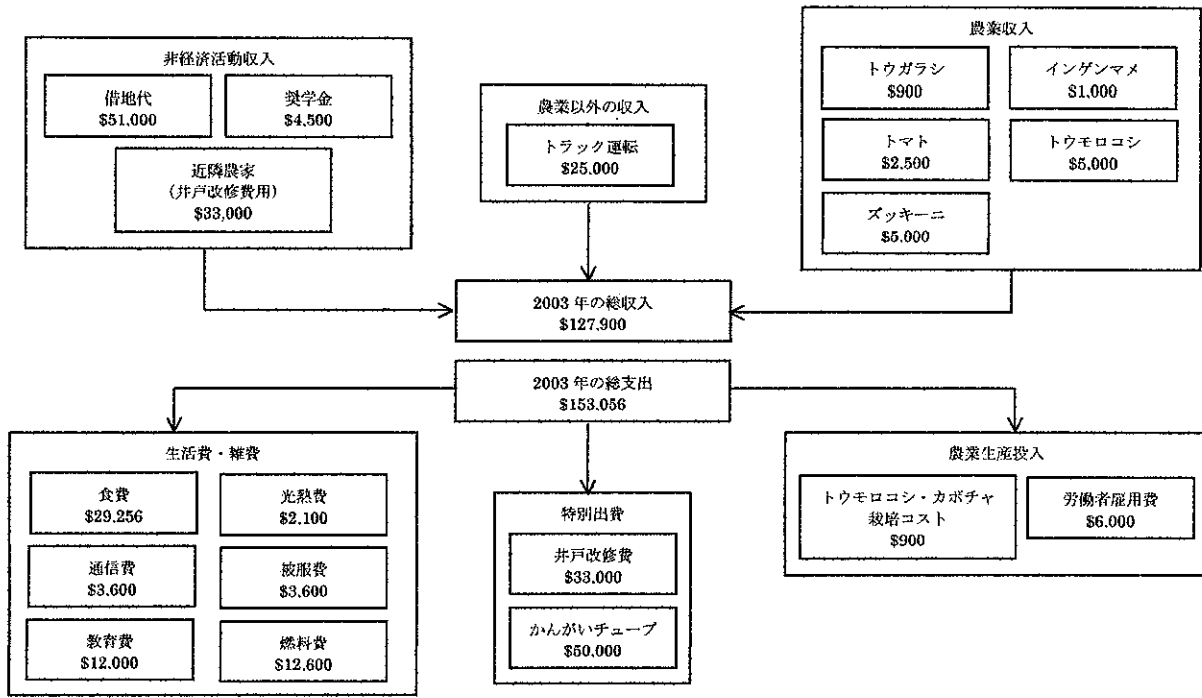 非経済活動収入
借地代
$51,000
奨学金
$4,500
近隣農家
(井戸改修費用)
$33,000
農業以外の収入
トラック運転
$25,000
農業収入
トウガラシ
$900
インゲンマメ
$1,000
トマト
$2,500
トウモロコシ
$5,000
ズッキーニ
$5,000
2003 年の総収入
$127,900
2003 年の総支出
$153,056
生活費・雑費
食費
$29,256
光熱費
$2,100
通信費
$3,600
被服費
$3,600
教育費
$12,000
燃料費
$12,600
特別出費
井戸改修費
$33,000
かんがいチューブ
$50,000
農業生産投入
トウモロコシ・カボチャ
栽培コスト
$900
労働者雇用費
$6,000